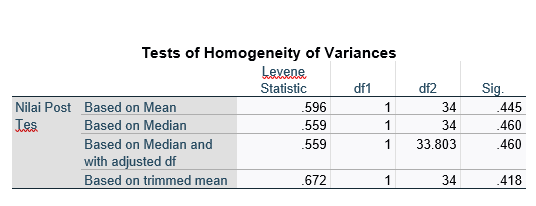 Tests of Homogeneity of Variances
Levene
Statistic df1 df2 Sig.
Nilai Post Based on Mean .596 1 34 .445
Tes Based on Median .559 1 34 .460
Based on Median and .559 1 33.803 .460
with adjusted df
Based on trimmed mean .672 1 34 .418